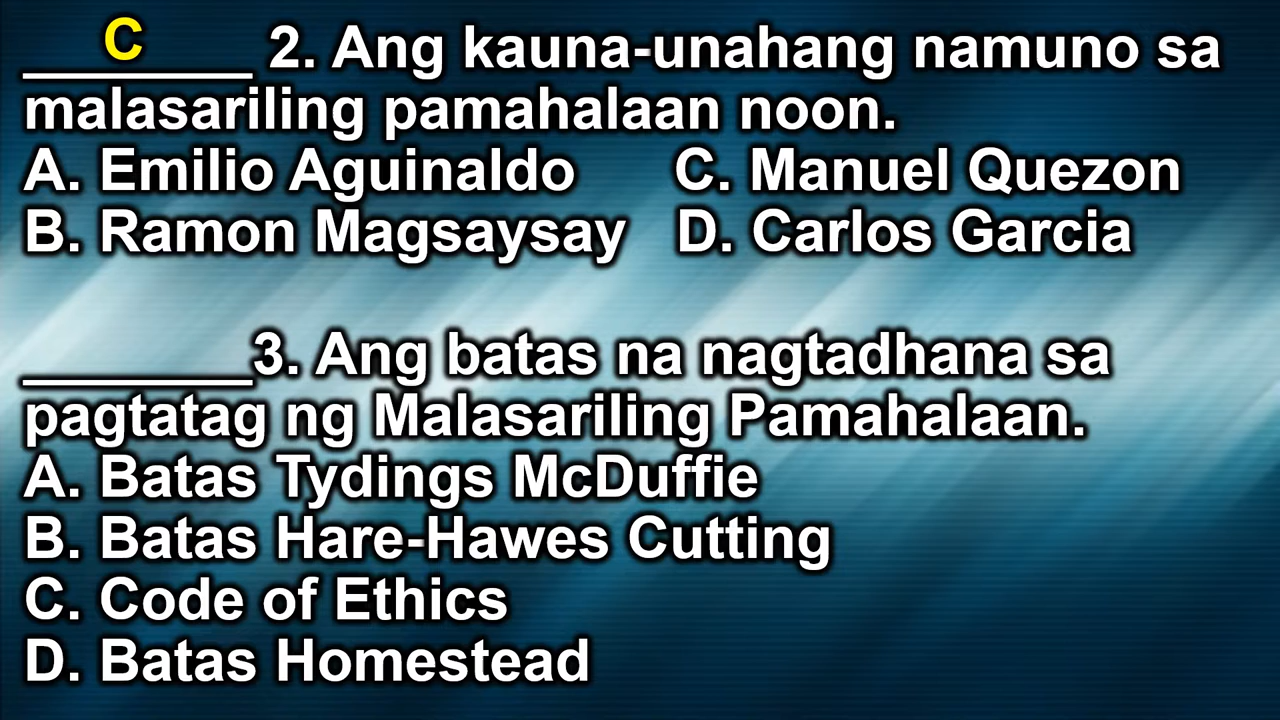 ___C___ 2. Ang kauna-unahang namuno sa
malasariling pamahalaan noon.
A. Emilio Aguinaldo C. Manuel Quezon
B. Ramon Magsaysay D. Carlos Garcia
_______3. Ang batas na nagtadhana sa
pagtatag ng Malasariling Pamahalaan.
A. Batas Tydings McDuffie
B. Batas Hare-Hawes Cutting
C. Code of Ethics
D. Batas Homestead